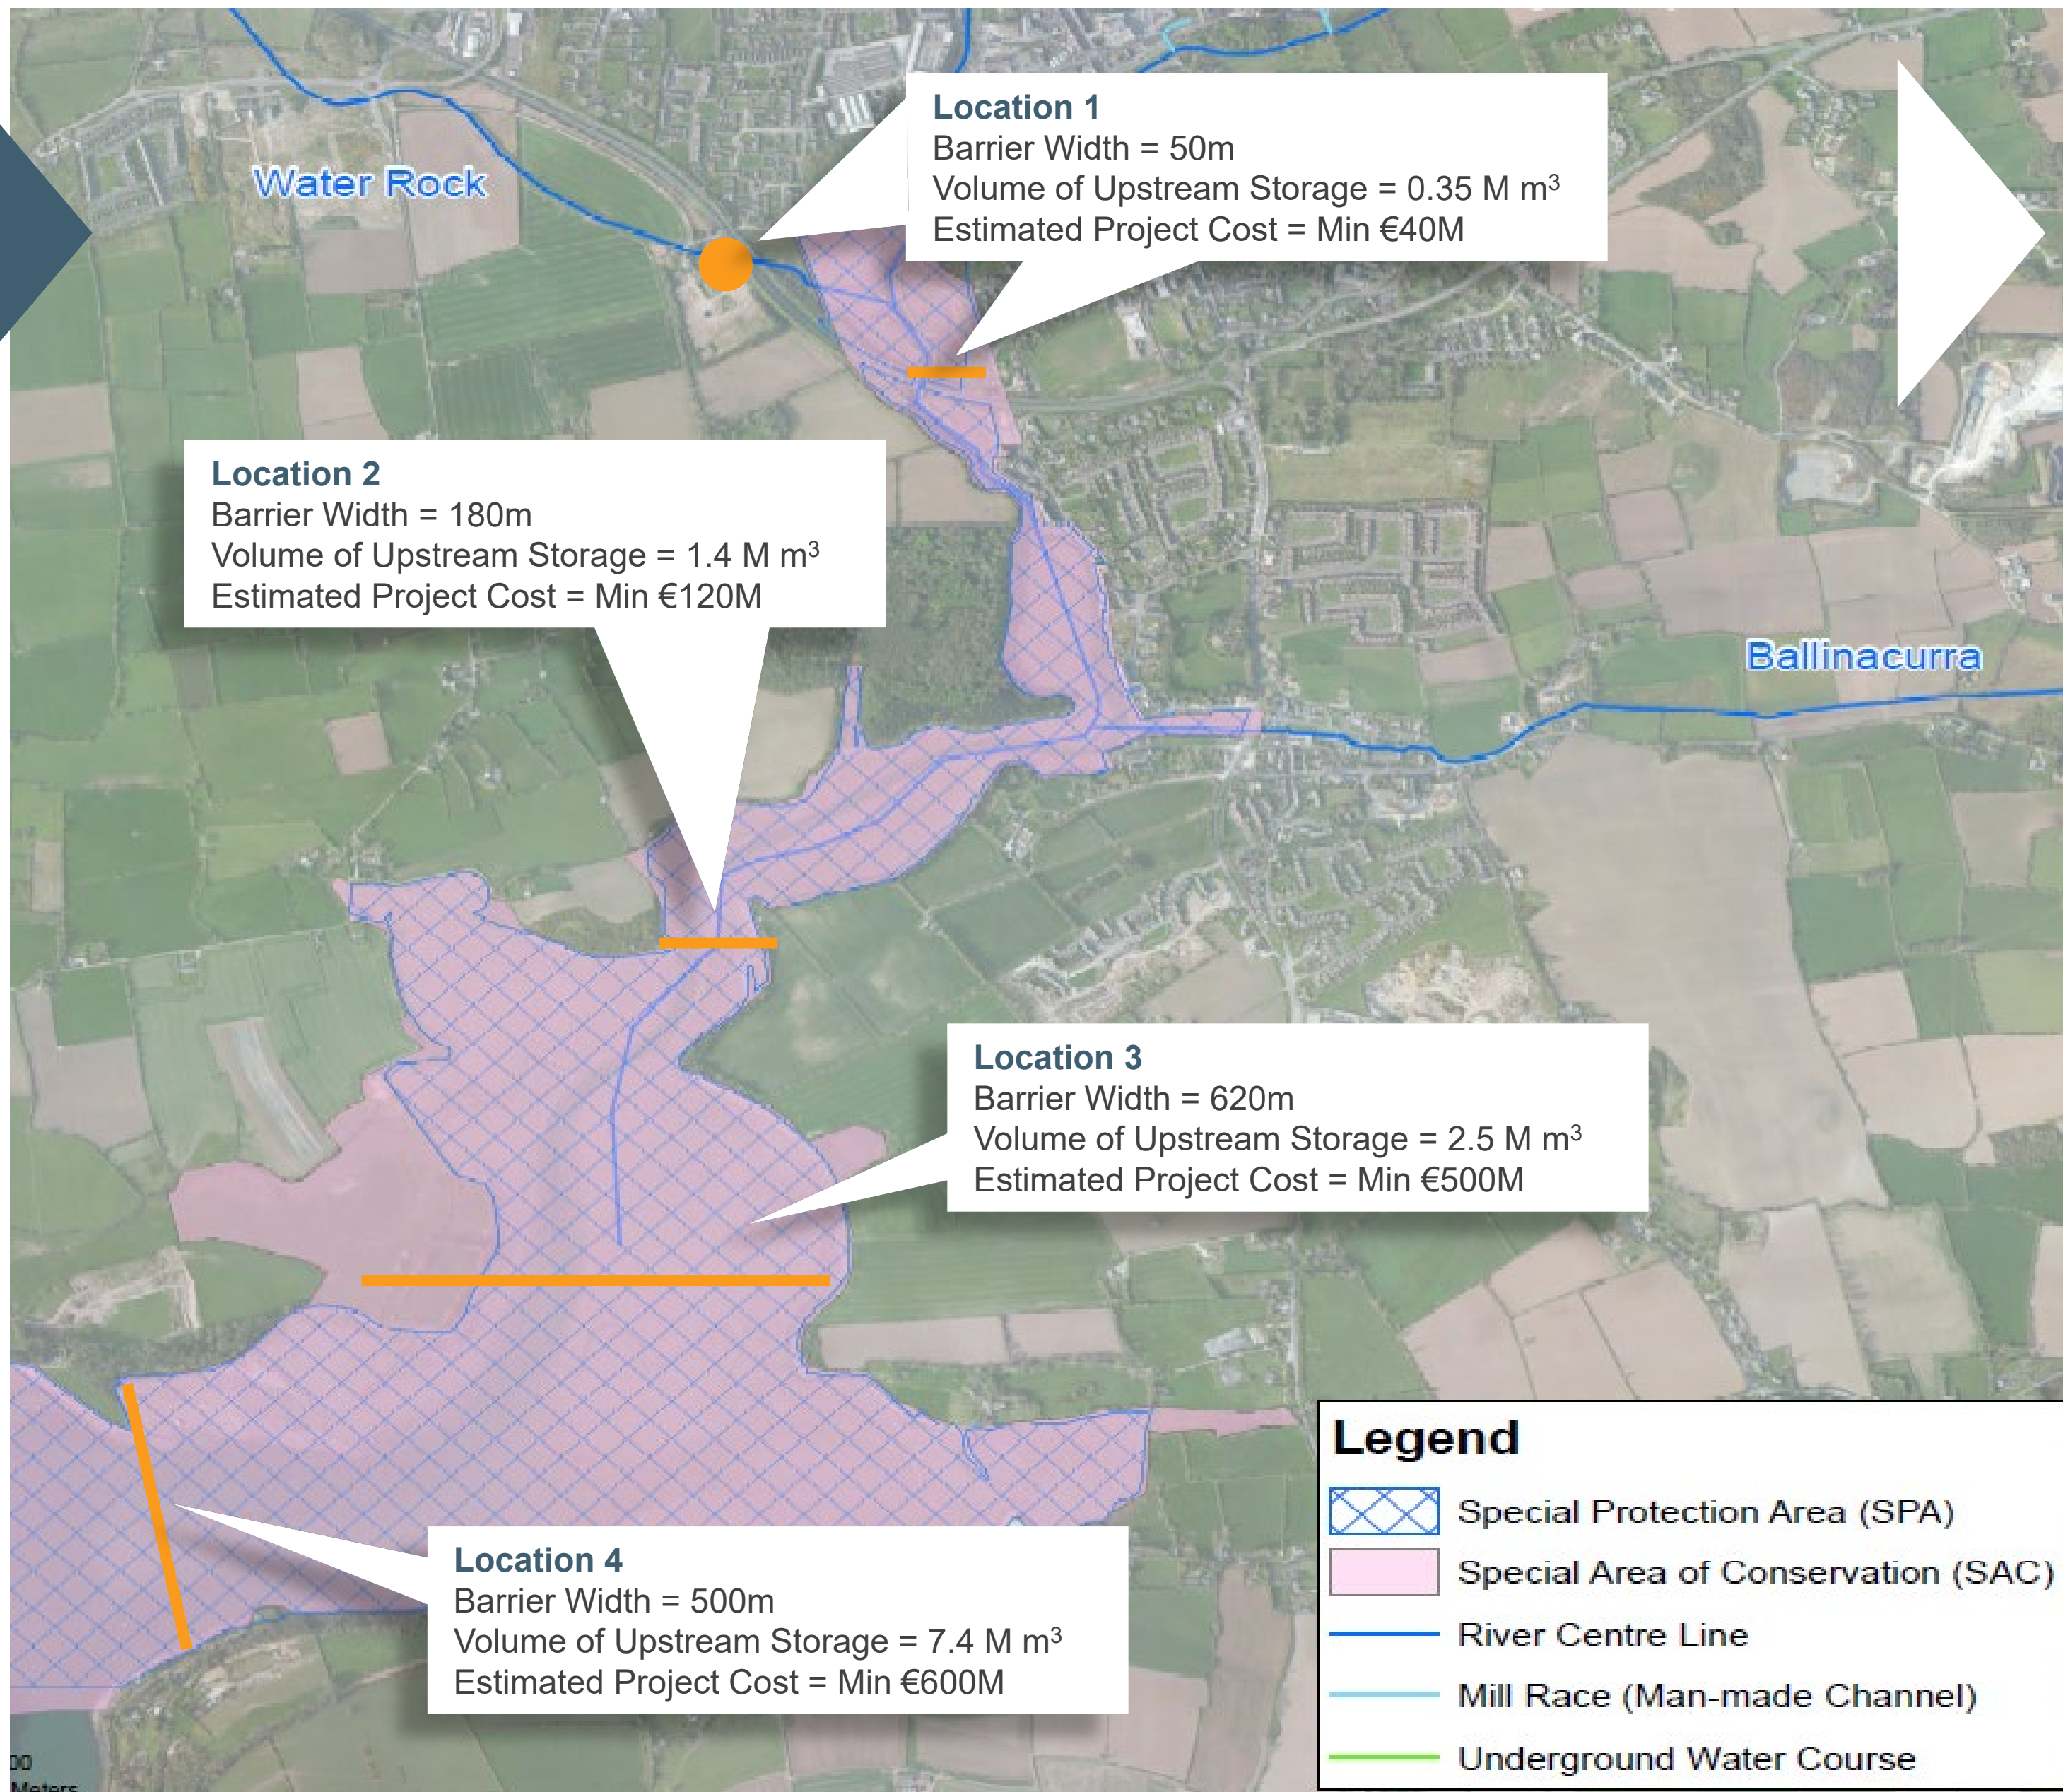 Location 1
Barrier Width = 50m
Volume of Upstream Storage = 0.35 M m³
Estimated Project Cost = Min €40M
Water Rock
Location 2
Barrier Width = 180m
Volume of Upstream Storage = 1.4 M m³
Estimated Project Cost = Min €120M
Ballinacurra
Location 3
Barrier Width = 620m
Volume of Upstream Storage = 2.5 M m³
Estimated Project Cost = Min €500M
Location 4
Barrier Width = 500m
Volume of Upstream Storage = 7.4 M m³
Estimated Project Cost = Min €600M
Legend
Special Protection Area (SPA)
Special Area of Conservation (SAC)
River Centre Line
Mill Race (Man-made Channel)
Underground Water Course
00
Meters